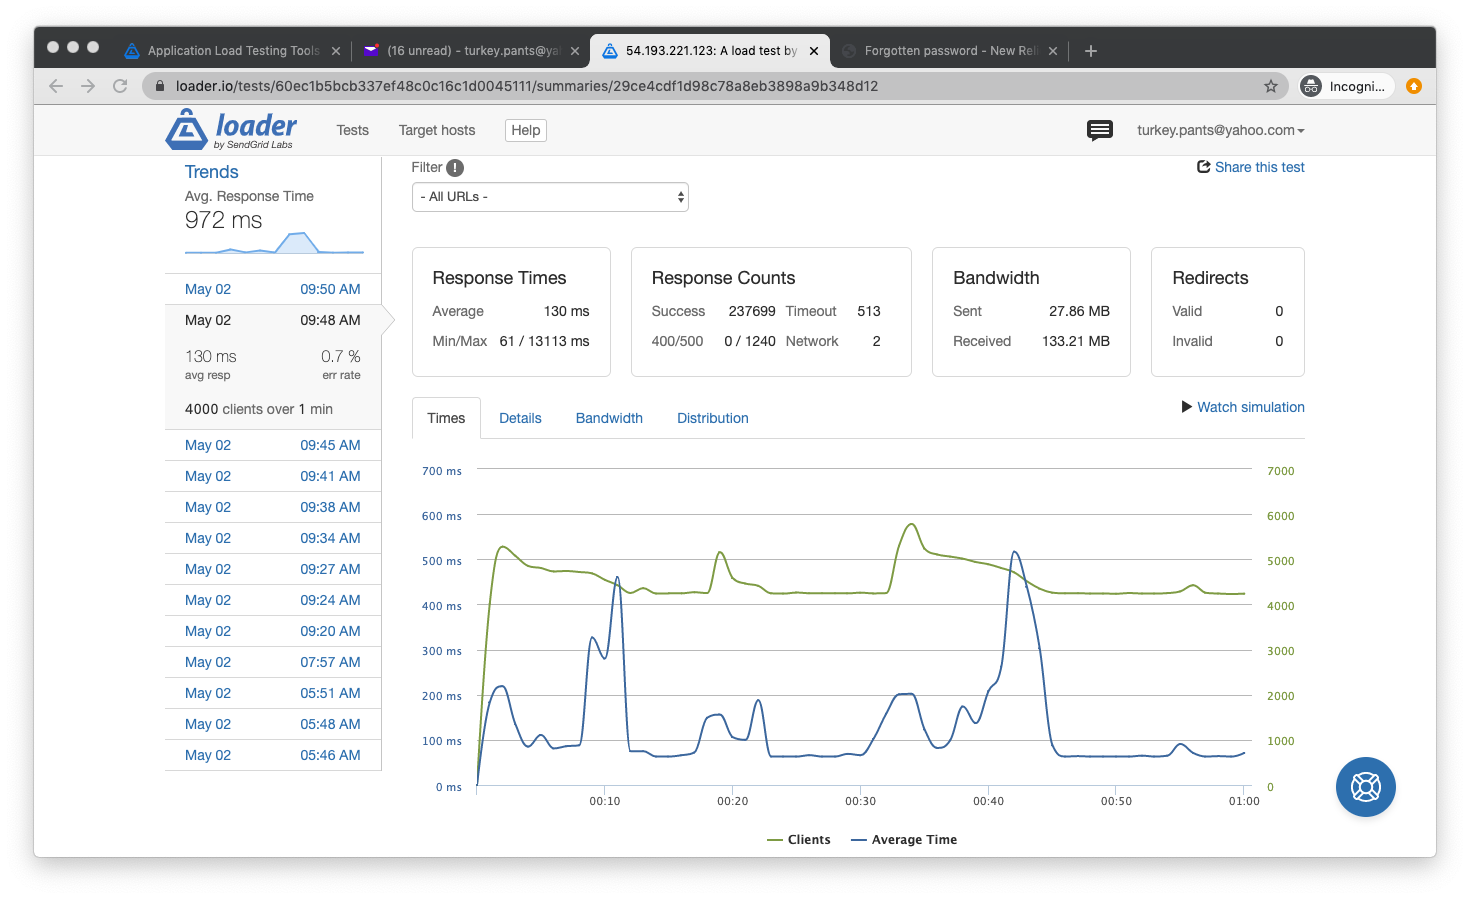 Application Load Testing Tools
(16 unread) - turkey.pants@ya
54.193.221.123: A load test by
Forgotten password - New Reli
loader.io/tests/60ec1b5bcb337ef48c0c16c1d0045111/summaries/29ce4cdf1d98c78a8eb3898a9b348d12
Incogni...
loader
by SendGrid Labs
Tests
Target hosts
Help
turkey.pants@yahoo.com
Trends
Avg. Response Time
972 ms
May 02 09:50 AM
May 02 09:48 AM
130 ms 0.7 %
avg resp err rate
4000 clients over 1 min
May 02 09:45 AM
May 02 09:41 AM
May 02 09:38 AM
May 02 09:34 AM
May 02 09:27 AM
May 02 09:24 AM
May 02 09:20 AM
May 02 07:57 AM
May 02 05:51 AM
May 02 05:48 AM
May 02 05:46 AM
Filter !
Share this test
- All URLs -
Response Times
Average 130 ms
Min/Max 61 / 13113 ms
Response Counts
Success 237699 Timeout 513
400/500 0 / 1240 Network 2
Bandwidth
Sent 27.86 MB
Received 133.21 MB
Redirects
Valid 0
Invalid 0
Times
Details
Bandwidth
Distribution
Watch simulation
700 ms 7000
600 ms 6000
500 ms 5000
400 ms 4000
300 ms 3000
200 ms 2000
100 ms 1000
0 ms 0
00:10 00:20 00:30 00:40 00:50 01:00
Clients Average Time